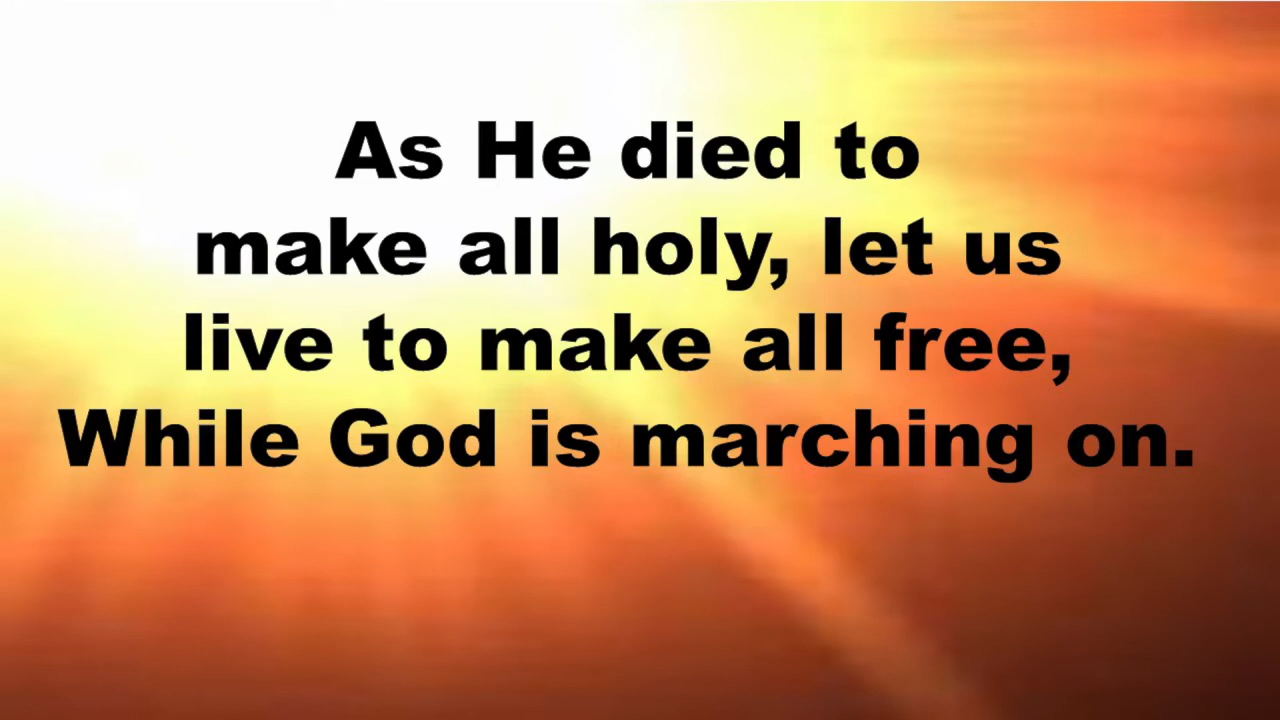 As He died to
make all holy, let us
live to make all free,
While God is marching on.